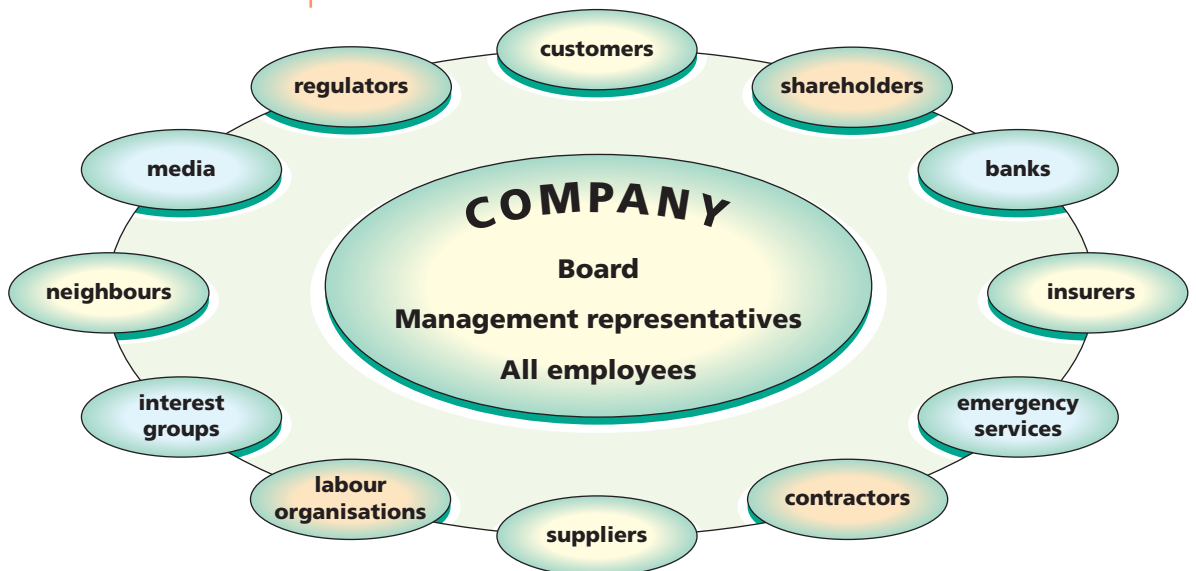 customers
regulators
shareholders
media
banks
COMPANY
Board
Management representatives
All employees
neighbours
insurers
interest
groups
emergency
services
labour
organisations
contractors
suppliers